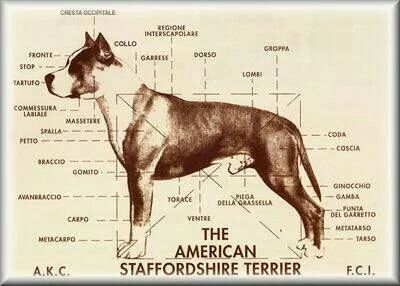 CRESTA OCCIPITALE
REGIONE
INTERSCAPOLARE
COLLO
GARRESE
DORSO
GROPPA
LOMBI
FRONTE
STOP
TARTUFO
COMMESSURA
LABIALE
MASSETERE
SPALLA
PETTO
BRACCIO
GOMITO
AVANBRACCIO
CARPO
METACARPO
CODA
COSCIA
GINOCCHIO
GAMBA
PUNTA
DEL GARRETTO
METATARSO
TARSO
TORACE
PIEGA
DELLA GRASSELLA
VENTRE
THE
AMERICAN
STAFFORDSHIRE TERRIER
A.K.C.
F.C.I.